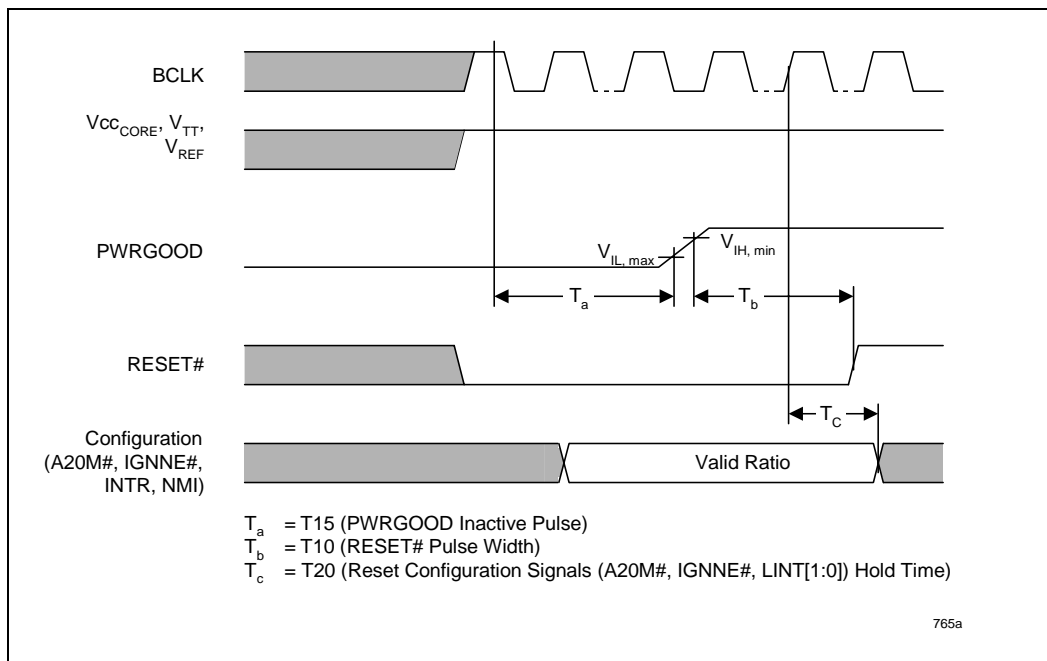 BCLK
VccCORE, VTT,
VREF
PWRGOOD
VIL, max
VIH, min
Ta
Tb
RESET#
TC
Configuration
(A20M#, IGNNE#,
INTR, NMI)
Valid Ratio
Ta = T15 (PWRGOOD Inactive Pulse)
Tb = T10 (RESET# Pulse Width)
Tc = T20 (Reset Configuration Signals (A20M#, IGNNE#, LINT[1:0]) Hold Time)
765a